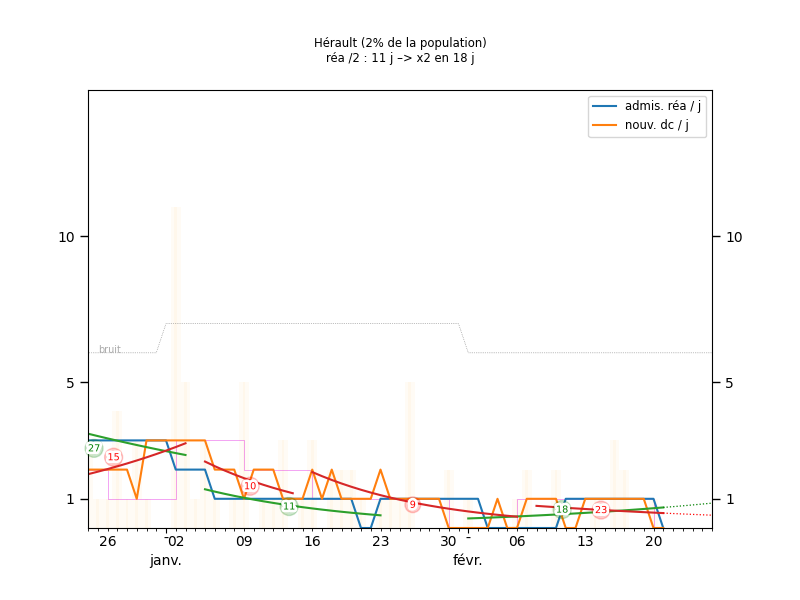 Hérault (2% de la population)
réa /2 : 11 j –> x2 en 18 j
admis. réa / j
nouv. dc / j
10 10
bruit
5 5
27 15 10 11 9 18 23
1 1
26 02 09 16 23 30 06 13 20
janv. févr.